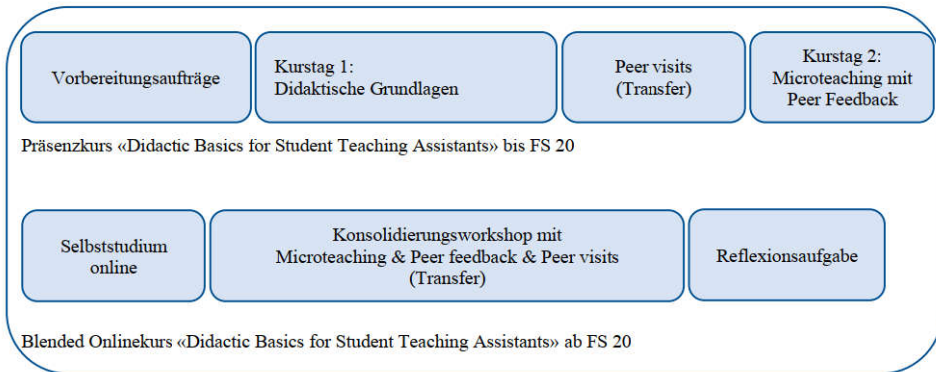 Vorbereitungsaufträge
Kurstag 1:
Didaktische Grundlagen
Peer visits
(Transfer)
Kurstag 2:
Microteaching mit
Peer Feedback
Präsenzkurs «Didactic Basics for Student Teaching Assistants» bis FS 20
Selbststudium
online
Konsolidierungsworkshop mit
Microteaching & Peer feedback & Peer visits
(Transfer)
Reflexionsaufgabe
Blended Onlinekurs «Didactic Basics for Student Teaching Assistants» ab FS 20